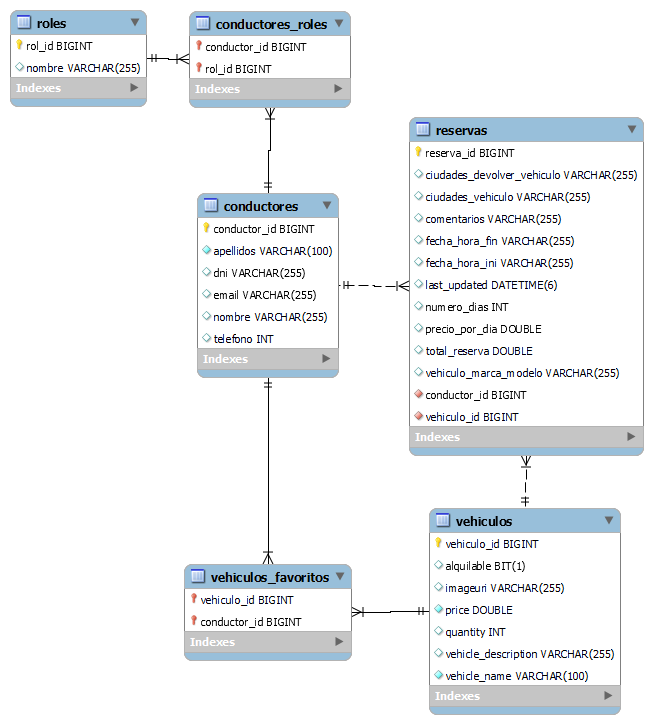 roles
rol_id BIGINT
nombre VARCHAR(255)
Indexes
conductores_roles
conductor_id BIGINT
rol_id BIGINT
Indexes
reservas
reserva_id BIGINT
ciudades_devolver_vehiculo VARCHAR(255)
ciudades_vehiculo VARCHAR(255)
comentarios VARCHAR(255)
fecha_hora_fin VARCHAR(255)
fecha_hora_ini VARCHAR(255)
last_updated DATETIME(6)
numero_dias INT
precio_por_dia DOUBLE
total_reserva DOUBLE
vehiculo_marca_modelo VARCHAR(255)
conductor_id BIGINT
vehiculo_id BIGINT
Indexes
conductores
conductor_id BIGINT
apellidos VARCHAR(100)
dni VARCHAR(255)
email VARCHAR(255)
nombre VARCHAR(255)
telefono INT
Indexes
vehiculos_favoritos
vehiculo_id BIGINT
conductor_id BIGINT
Indexes
vehiculos
vehiculo_id BIGINT
alquilable BIT(1)
imageuri VARCHAR(255)
price DOUBLE
quantity INT
vehicle_description VARCHAR(255)
vehicle_name VARCHAR(100)
Indexes